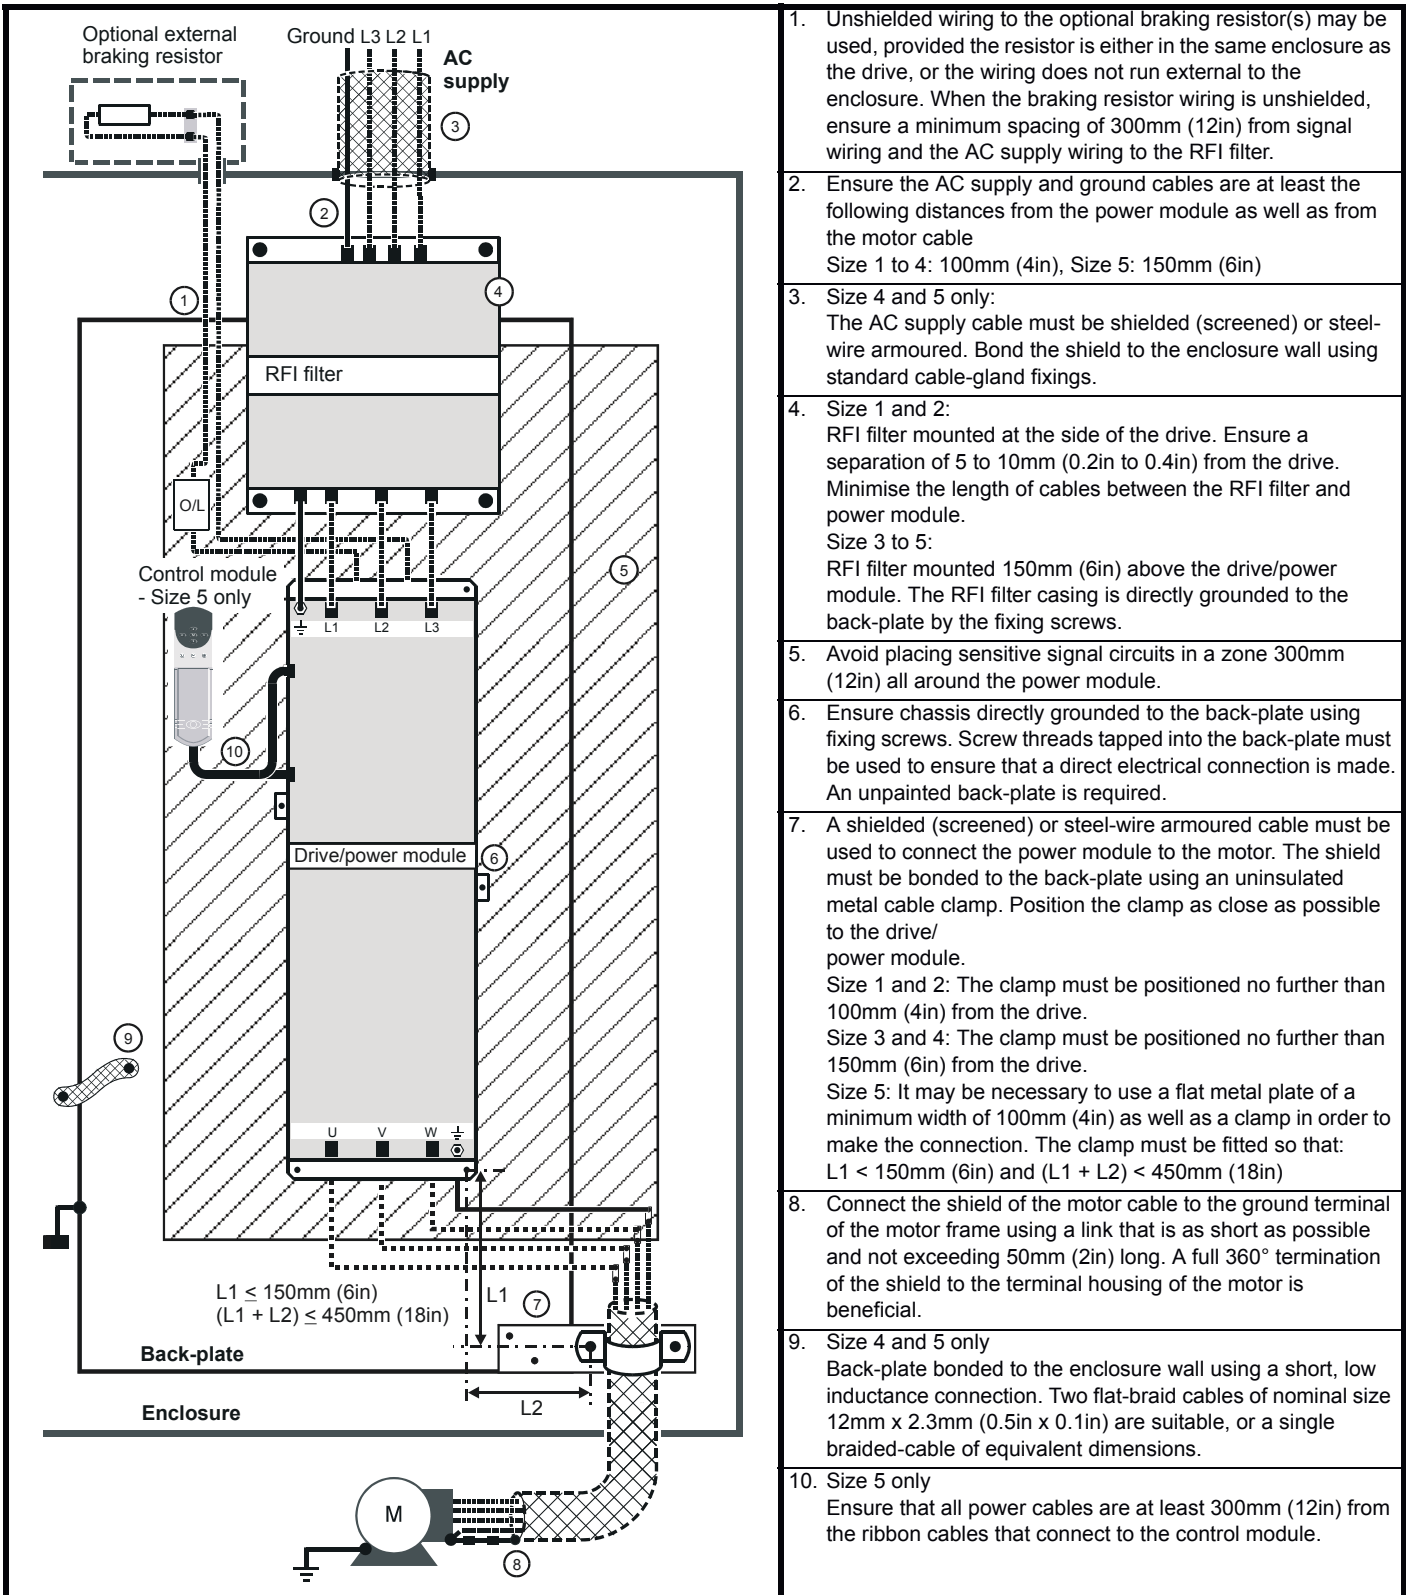 Optional external
braking resistor
Ground L3 L2 L1
AC
supply
3
2
1
4
RFI filter
O/L
Control module
- Size 5 only
5
L1 L2 L3
10
Drive/power module
6
9
U V W
L1 ≤ 150mm (6in)
(L1 + L2) ≤ 450mm (18in)
L1
7
Back-plate
L2
Enclosure
M
8
1. Unshielded wiring to the optional braking resistor(s) may be
used, provided the resistor is either in the same enclosure as
the drive, or the wiring does not run external to the
enclosure. When the braking resistor wiring is unshielded,
ensure a minimum spacing of 300mm (12in) from signal
wiring and the AC supply wiring to the RFI filter.
2. Ensure the AC supply and ground cables are at least the
following distances from the power module as well as from
the motor cable
Size 1 to 4: 100mm (4in), Size 5: 150mm (6in)
3. Size 4 and 5 only:
The AC supply cable must be shielded (screened) or steel-
wire armoured. Bond the shield to the enclosure wall using
standard cable-gland fixings.
4. Size 1 and 2:
RFI filter mounted at the side of the drive. Ensure a
separation of 5 to 10mm (0.2in to 0.4in) from the drive.
Minimise the length of cables between the RFI filter and
power module.
Size 3 to 5:
RFI filter mounted 150mm (6in) above the drive/power
module. The RFI filter casing is directly grounded to the
back-plate by the fixing screws.
5. Avoid placing sensitive signal circuits in a zone 300mm
(12in) all around the power module.
6. Ensure chassis directly grounded to the back-plate using
fixing screws. Screw threads tapped into the back-plate must
be used to ensure that a direct electrical connection is made.
An unpainted back-plate is required.
7. A shielded (screened) or steel-wire armoured cable must be
used to connect the power module to the motor. The shield
must be bonded to the back-plate using an uninsulated
metal cable clamp. Position the clamp as close as possible
to the drive/
power module.
Size 1 and 2: The clamp must be positioned no further than
100mm (4in) from the drive.
Size 3 and 4: The clamp must be positioned no further than
150mm (6in) from the drive.
Size 5: It may be necessary to use a flat metal plate of a
minimum width of 100mm (4in) as well as a clamp in order to
make the connection. The clamp must be fitted so that:
L1 < 150mm (6in) and (L1 + L2) < 450mm (18in)
8. Connect the shield of the motor cable to the ground terminal
of the motor frame using a link that is as short as possible
and not exceeding 50mm (2in) long. A full 360° termination
of the shield to the terminal housing of the motor is
beneficial.
9. Size 4 and 5 only
Back-plate bonded to the enclosure wall using a short, low
inductance connection. Two flat-braid cables of nominal size
12mm x 2.3mm (0.5in x 0.1in) are suitable, or a single
braided-cable of equivalent dimensions.
10. Size 5 only
Ensure that all power cables are at least 300mm (12in) from
the ribbon cables that connect to the control module.